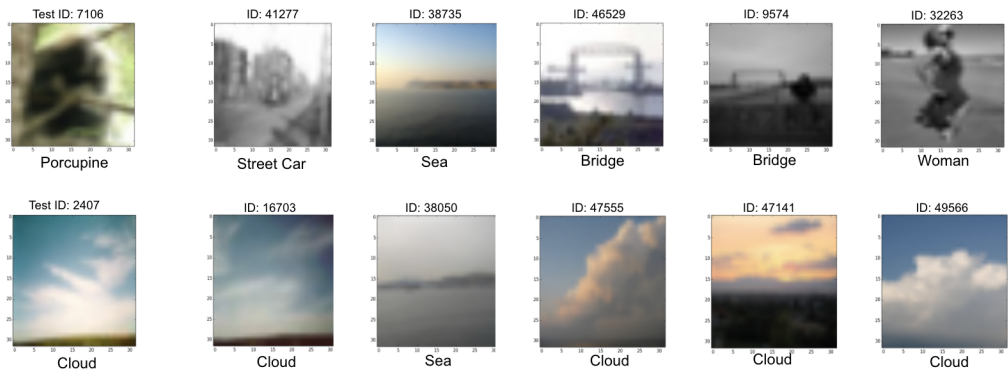 Test ID: 7106 ID: 41277 ID: 38735 ID: 46529 ID: 9574 ID: 32263
Porcupine Street Car Sea Bridge Bridge Woman
Test ID: 2407 ID: 16703 ID: 38050 ID: 47555 ID: 47141 ID: 49566
Cloud Cloud Sea Cloud Cloud Cloud